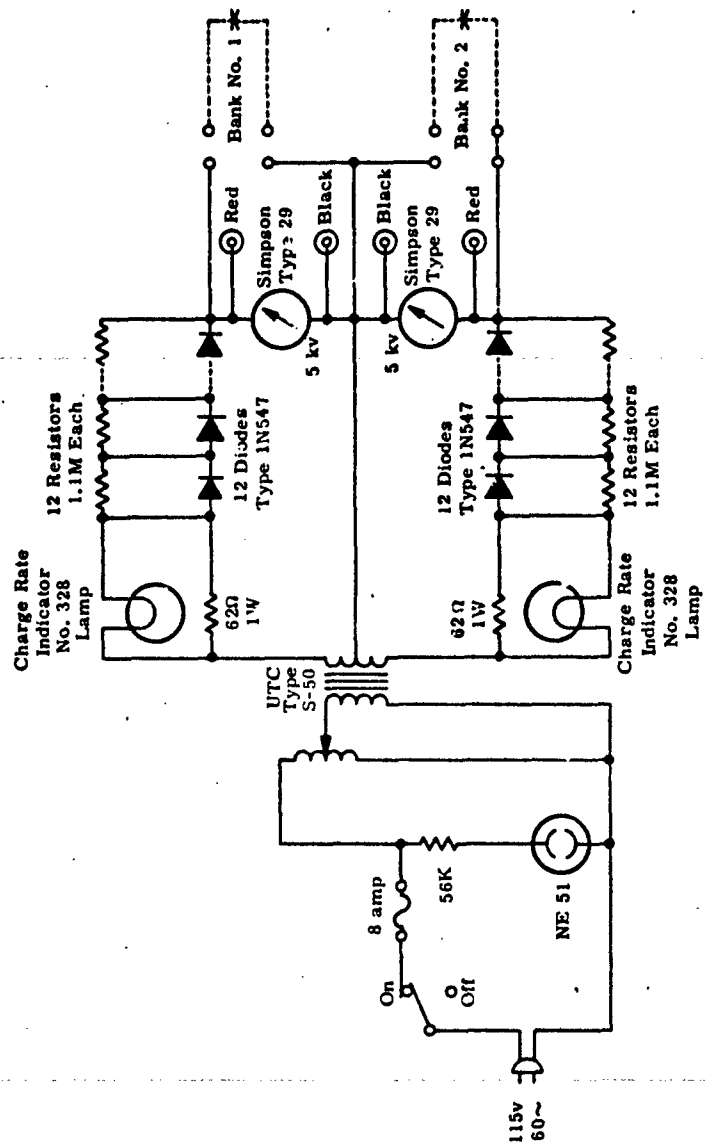 Charge Rate
Indicator
No. 328
Lamp
12 Resistors
1.1M Each
62Ω
1W
12 Diodes
Type 1N547
Simpson
Type 29
5 kv
Red
Black
Bank No. 1
UTC
Type
S-50
115v
60~
On
Off
8 amp
56K
NE 51
5 kv
Simpson
Type 29
Black
Red
Bank No. 2
12 Diodes
Type 1N547
62Ω
1W
12 Resistors
1.1M Each
Charge Rate
Indicator
No. 328
Lamp